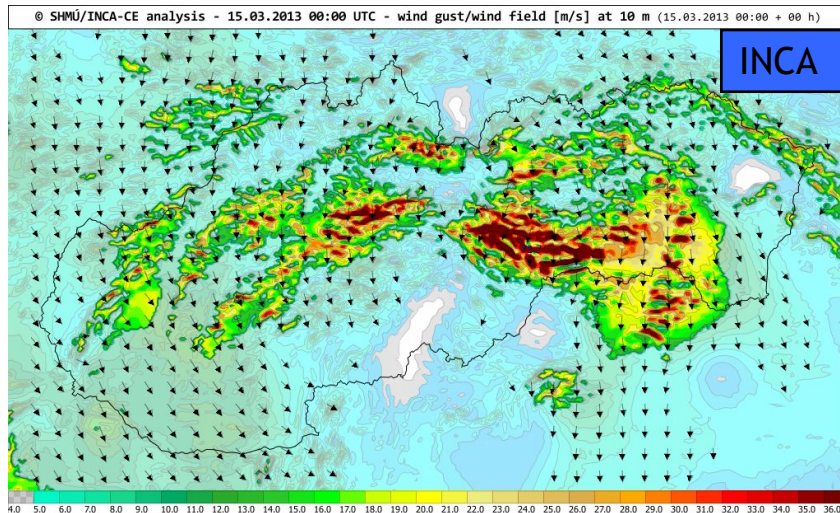 © SHMÚ/INCA-CE analysis - 15.03.2013 00:00 UTC - wind gust/wind field [m/s] at 10 m (15.03.2013 00:00 + 00 h)
INCA
4.0 5.0 6.0 7.0 8.0 9.0 10.0 11.0 12.0 13.0 14.0 15.0 16.0 17.0 18.0 19.0 20.0 21.0 22.0 23.0 24.0 25.0 26.0 27.0 28.0 29.0 30.0 31.0 32.0 33.0 34.0 35.0 36.0